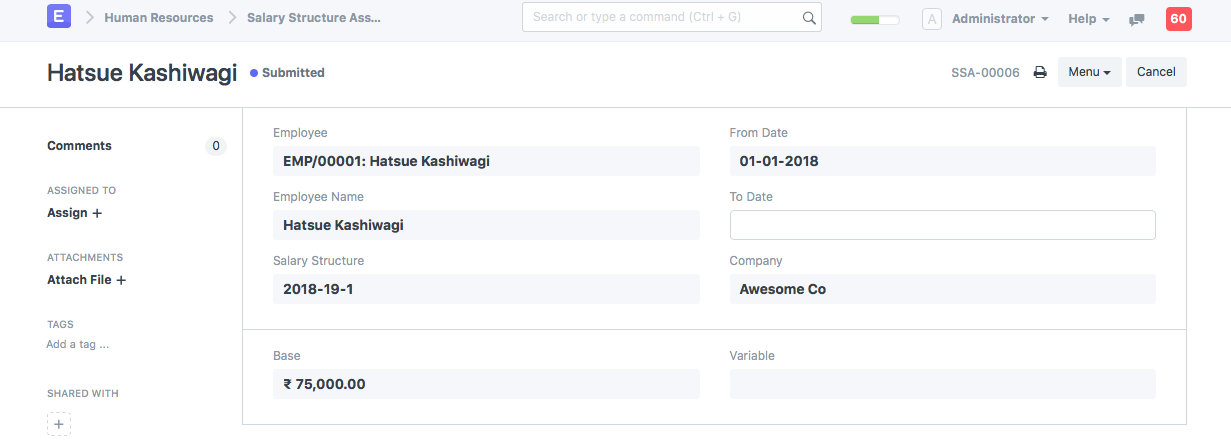 E Human Resources Salary Structure Ass... Search or type a command (Ctrl + G) A Administrator Help 60
Hatsue Kashiwagi Submitted SSA-00006 Menu Cancel
Comments 0
ASSIGNED TO
Assign +
ATTACHMENTS
Attach File +
TAGS
Add a tag ...
SHARED WITH
+
Employee
EMP/00001: Hatsue Kashiwagi
Employee Name
Hatsue Kashiwagi
Salary Structure
2018-19-1
From Date
01-01-2018
To Date
Company
Awesome Co
Base
₹ 75,000.00
Variable